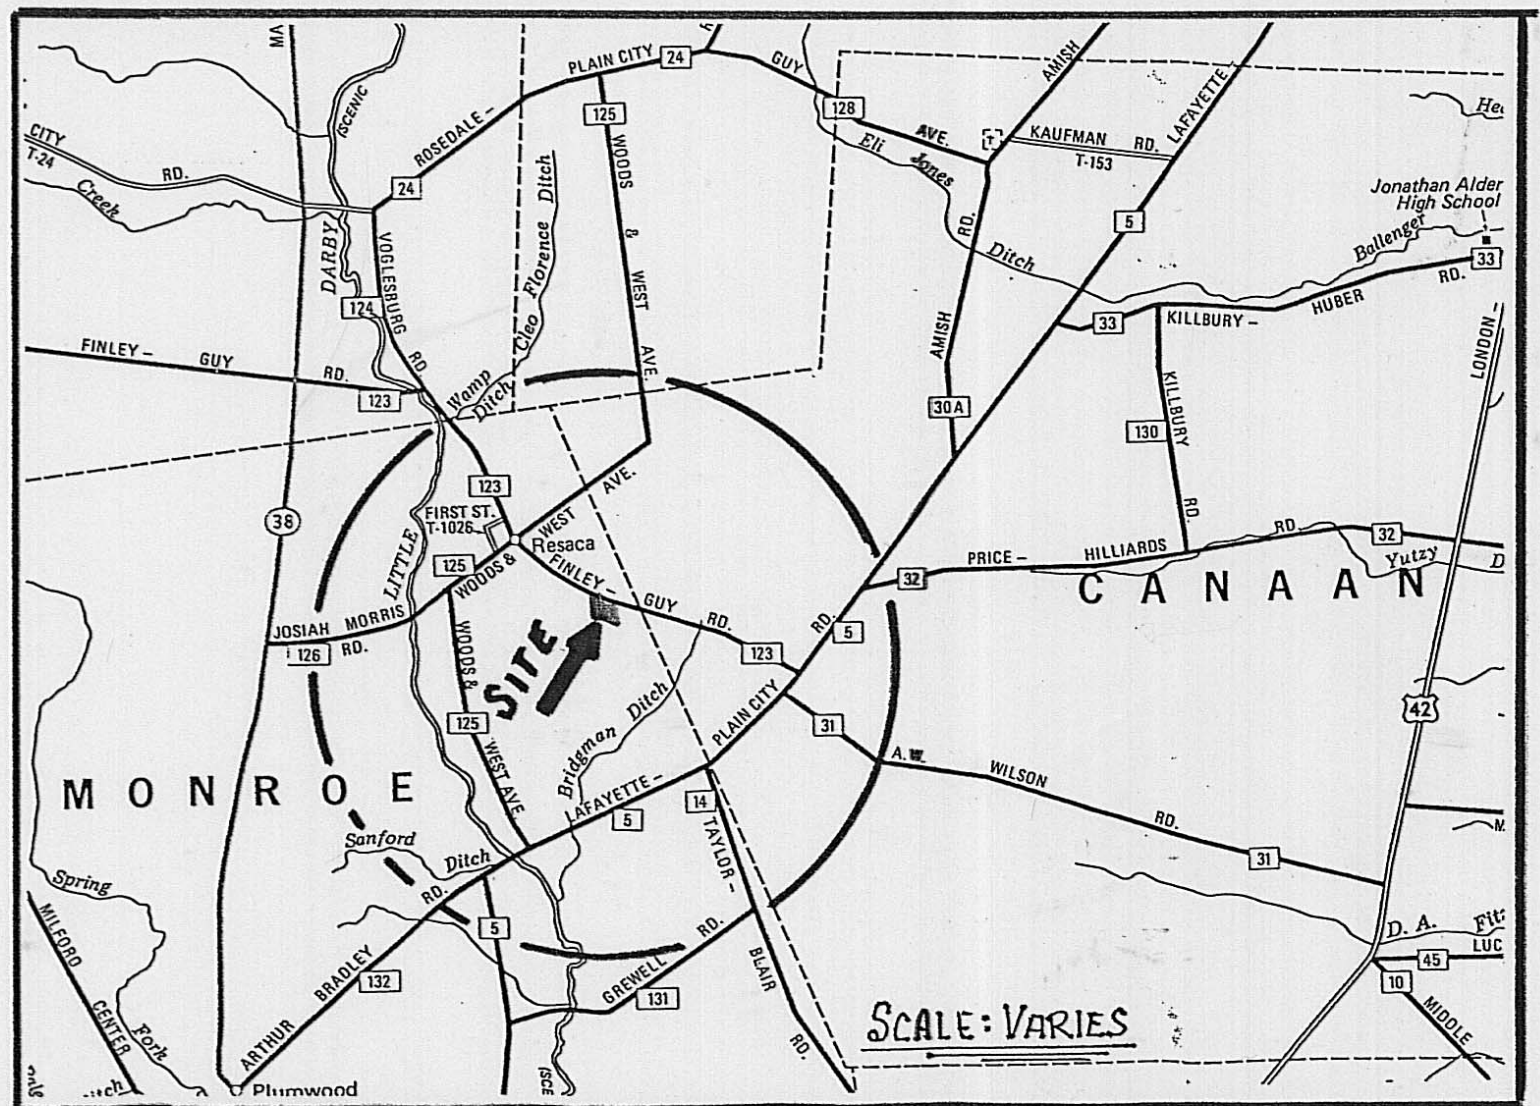 MA
SCENIC
PLAIN CITY
24
GUY
AMISH
LAFAYETTE –
125
128
AVE.
KAUFMAN RD.
T-153
CITY
T-24
RD.
ROSEDALE –
24
WOODS & WEST AVE.
Cleo Florence Ditch
Eli Jones Ditch
Creek
DARBY
VOGLESBURG RD.
124
AMISH RD.
5
Jonathan Alder
High School
Ballenger
33
HUBER RD.
KILLBURY –
33
LONDON –
FINLEY – GUY RD.
123
Wamp
Ditch
30A
130
KILLBURY RD.
123
FIRST ST.
T-1026
WEST AVE.
Resaca
38
LITTLE
125
WOODS &
FINLEY – GUY RD.
PRICE – HILLIARDS RD.
32
32
Yutzy D
CANAAN
JOSIAH MORRIS RD.
126
WOODS &
125
WEST AVE.
SITE
123
RD.
5
PLAIN CITY
31
A.W. WILSON RD.
31
42
Bridgman Ditch
LAFAYETTE –
5
14
TAYLOR – BLAIR RD.
MONROE
Sanford Ditch
RD.
5
Spring
Fork
MILFORD CENTER
ARTHUR BRADLEY
132
GREWELL RD.
131
D. A.
LUC
45
10
MIDDLE
SCALE: VARIES
Plumwood
SCE